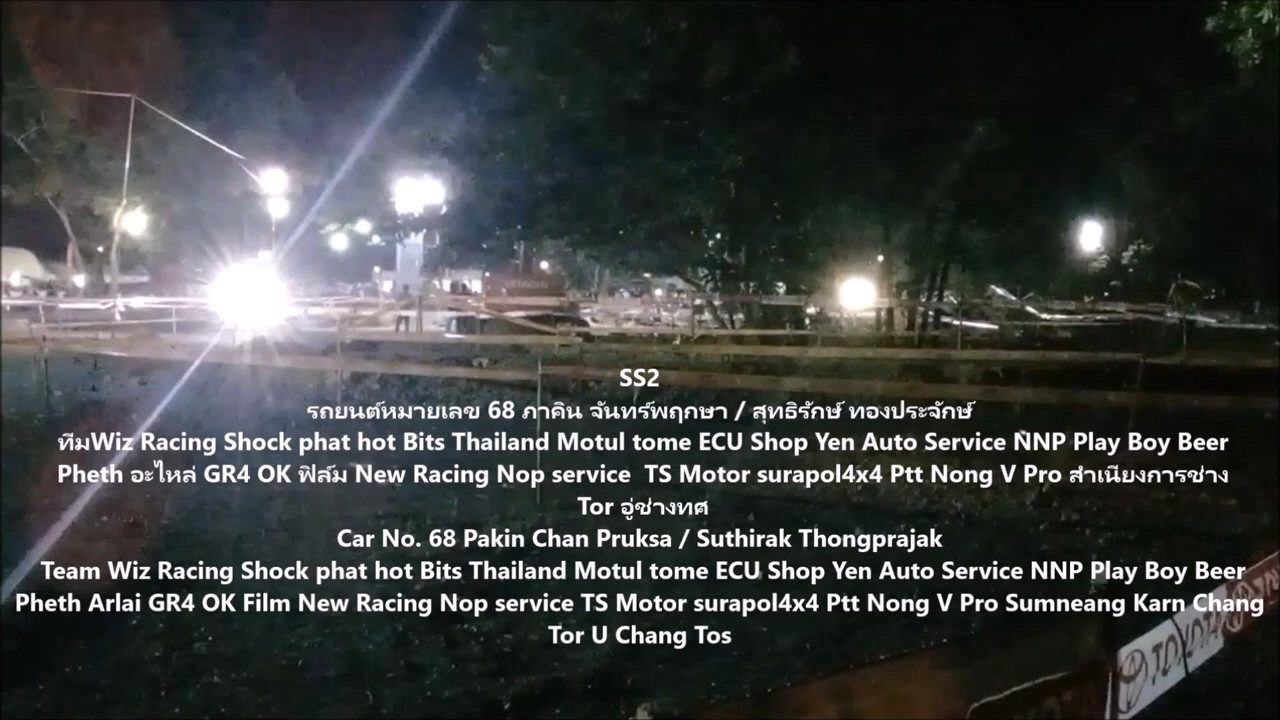 HITACHI
SS2
รถยนต์หมายเลข 68 ภาคิน จันทร์พฤกษา / สุทธิรักษ์ ทองประจักษ์
ทีมWiz Racing Shock phat hot Bits Thailand Motul tome ECU Shop Yen Auto Service NNP Play Boy Beer
Pheth อะไหล่ GR4 OK ฟิล์ม New Racing Nop service  TS Motor surapol4x4 Ptt Nong V Pro สำเนียงการช่าง
Tor อู่ช่างทศ
Car No. 68 Pakin Chan Pruksa / Suthirak Thongprajak
Team Wiz Racing Shock phat hot Bits Thailand Motul tome ECU Shop Yen Auto Service NNP Play Boy Beer
Pheth Arlai GR4 OK Film New Racing Nop service TS Motor surapol4x4 Ptt Nong V Pro Sumneang Karn Chang
Tor U Chang Tos
TOYOTA